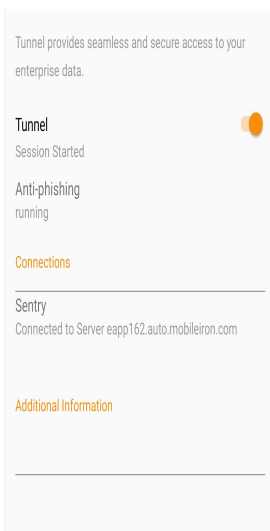 Tunnel provides seamless and secure access to your
enterprise data.
Tunnel
Session Started
Anti-phishing
running
Connections
Sentry
Connected to Server eapp162.auto.mobileiron.com
Additional Information